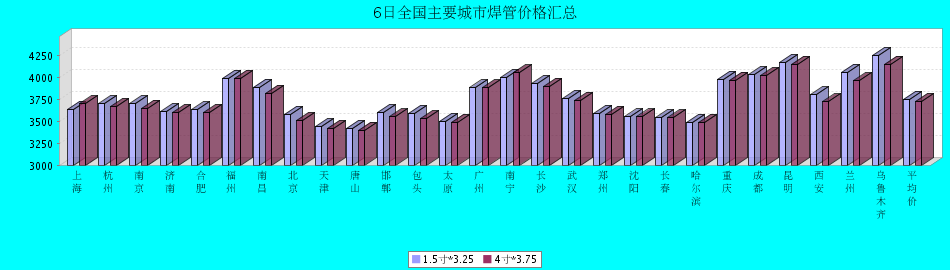 6日全国主要城市焊管价格汇总
4250
4000
3750
3500
3250
3000
上海
杭州
南京
济南
合肥
福州
南昌
北京
天津
唐山
邯郸
包头
太原
广州
南宁
长沙
武汉
郑州
沈阳
长春
哈尔滨
重庆
成都
昆明
西安
兰州
乌鲁木齐
平均价
1.5寸*3.25
4寸*3.75